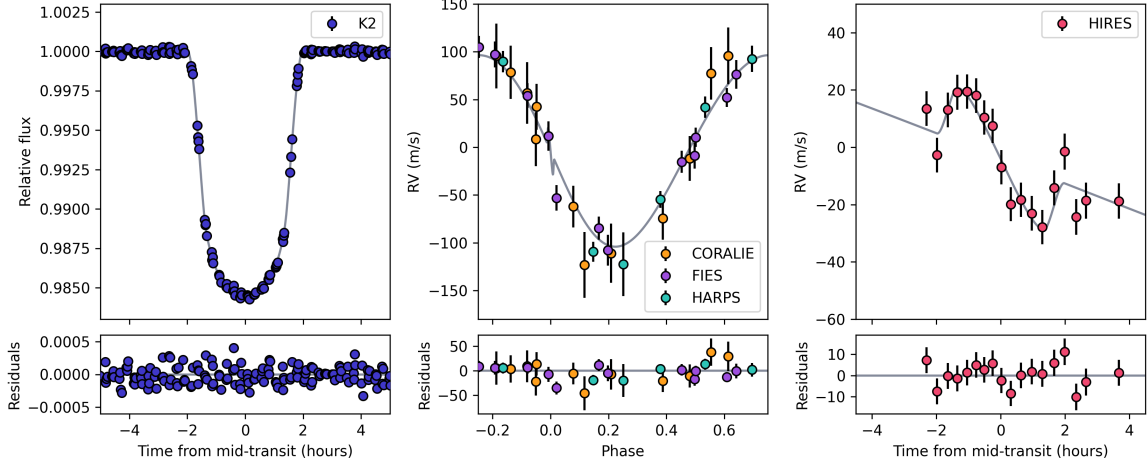 1.0025
1.0000
0.9975
0.9950
0.9925
0.9900
0.9875
0.9850
Relative flux
K2
0.0005
0.0000
−0.0005
Residuals
−4 −2 0 2 4
Time from mid-transit (hours)
150
100
50
0
−50
−100
−150
RV (m/s)
CORALIE
FIES
HARPS
50
0
−50
Residuals
−0.2 0.0 0.2 0.4 0.6
Phase
40
20
0
−20
−40
−60
RV (m/s)
HIRES
10
0
−10
Residuals
−4 −2 0 2 4
Time from mid-transit (hours)